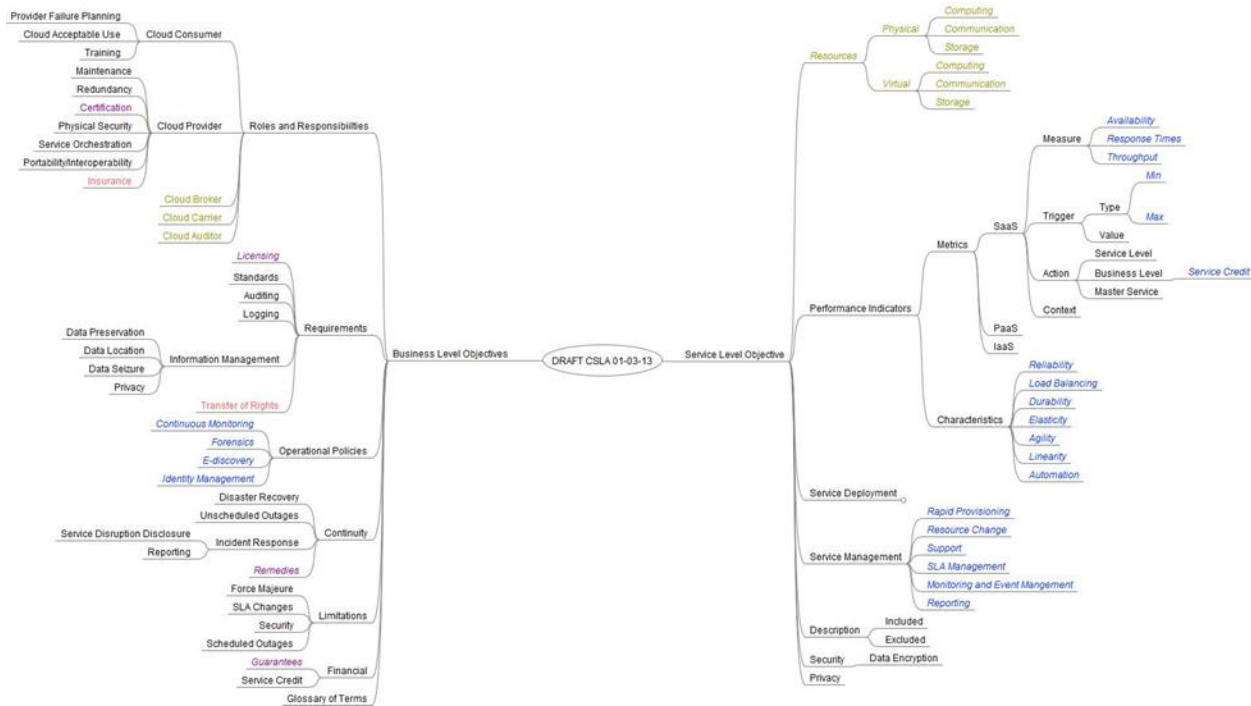 Provider Failure Planning
Cloud Acceptable Use
Training
Cloud Consumer
Maintenance
Redundancy
Certification
Physical Security
Service Orchestration
Portability/Interoperability
Insurance
Cloud Provider
Cloud Broker
Cloud Carrier
Cloud Auditor
Roles and Responsibilities
Licensing
Standards
Auditing
Logging
Data Preservation
Data Location
Data Seizure
Privacy
Information Management
Transfer of Rights
Requirements
Continuous Monitoring
Forensics
E-discovery
Identity Management
Operational Policies
Disaster Recovery
Unscheduled Outages
Service Disruption Disclosure
Reporting
Incident Response
Remedies
Continuity
Force Majeure
SLA Changes
Security
Scheduled Outages
Limitations
Guarantees
Service Credit
Financial
Glossary of Terms
Business Level Objectives
DRAFT CSLA 01-03-13
Service Level Objective
Resources
Physical
Computing
Communication
Storage
Virtual
Computing
Communication
Storage
Performance Indicators
Metrics
SaaS
Measure
Availability
Response Times
Throughput
Trigger
Type
Min
Max
Value
Action
Service Level
Business Level
Service Credit
Master Service
Context
PaaS
IaaS
Characteristics
Reliability
Load Balancing
Durability
Elasticity
Agility
Linearity
Automation
Service Deployment
Service Management
Rapid Provisioning
Resource Change
Support
SLA Management
Monitoring and Event Mangement
Reporting
Description
Included
Excluded
Security
Data Encryption
Privacy